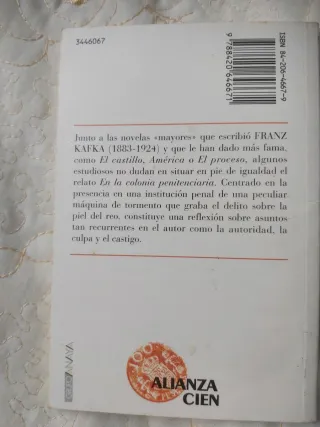 3446067
ISBN 84-206-4667-9
9788420646671
Junto a las novelas «mayores» que escribió FRANZ
KAFKA (1883-1924) y que le han dado más fama,
como El castillo, América o El proceso, algunos
estudiosos no dudan en situar en pie de igualdad el
relato En la colonia penitenciaria. Centrado en la
presencia en una institución penal de una peculiar
máquina de tormento que graba el delito sobre la
piel del reo, constituye una reflexión sobre asuntos
tan recurrentes en el autor como la autoridad, la
culpa y el castigo.
100
ALIANZA
CIEN